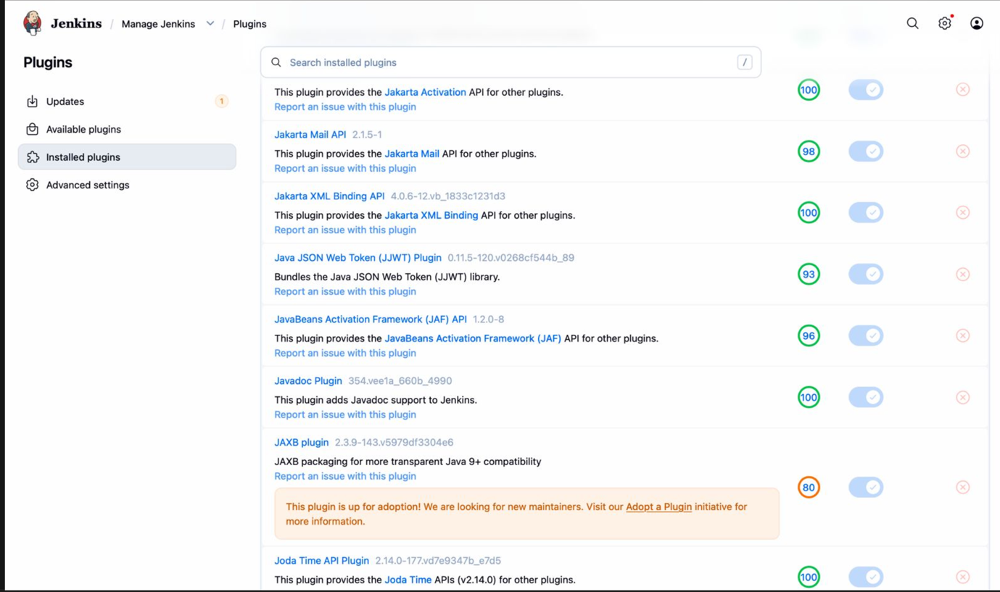 Jenkins / Manage Jenkins / Plugins
Plugins
Search installed plugins /
Updates 1
Available plugins
Installed plugins
Advanced settings
This plugin provides the Jakarta Activation API for other plugins.
Report an issue with this plugin
100
Jakarta Mail API 2.1.5-1
This plugin provides the Jakarta Mail API for other plugins.
Report an issue with this plugin
98
Jakarta XML Binding API 4.0.6-12.vb_1833c1231d3
This plugin provides the Jakarta XML Binding API for other plugins.
Report an issue with this plugin
100
Java JSON Web Token (JJWT) Plugin 0.11.5-120.v0268cf544b_89
Bundles the Java JSON Web Token (JJWT) library.
Report an issue with this plugin
93
JavaBeans Activation Framework (JAF) API 1.2.0-8
This plugin provides the JavaBeans Activation Framework (JAF) API for other plugins.
Report an issue with this plugin
96
Javadoc Plugin 354.vee1a_660b_4990
This plugin adds Javadoc support to Jenkins.
Report an issue with this plugin
100
JAXB plugin 2.3.9-143.v5979df3304e6
JAXB packaging for more transparent Java 9+ compatibility
Report an issue with this plugin
80
This plugin is up for adoption! We are looking for new maintainers. Visit our Adopt a Plugin initiative for
more information.
Joda Time API Plugin 2.14.0-177.vd7e9347b_e7d5
This plugin provides the Joda Time APIs (v2.14.0) for other plugins.
100